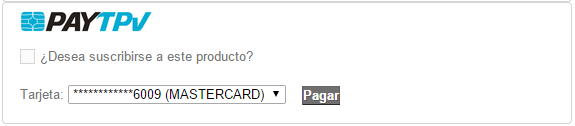 PAYTPV
¿Desea suscribirse a este producto?
Tarjeta: ************6009 (MASTERCARD) Pagar